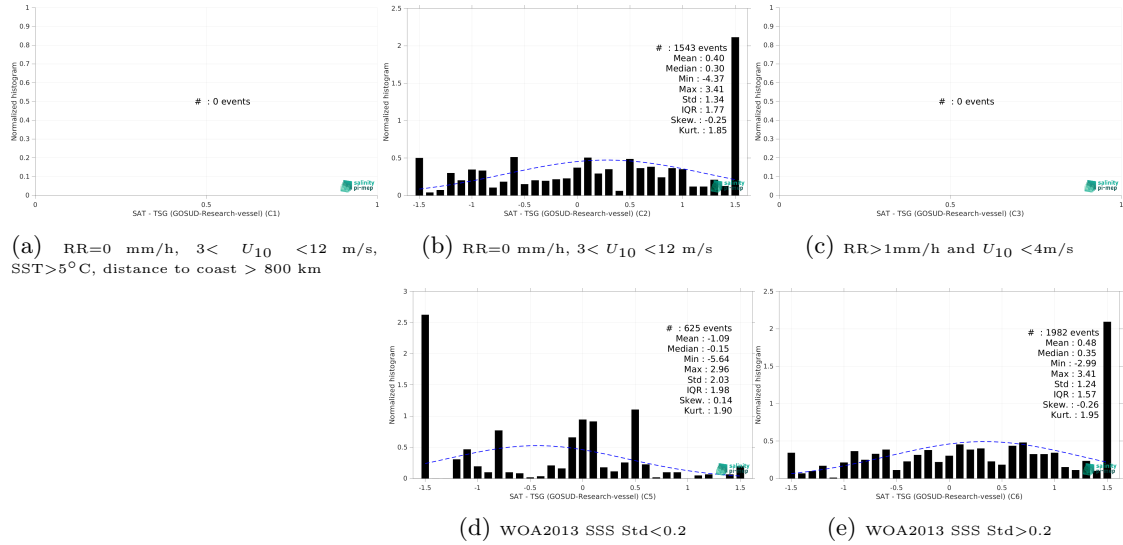 1
0.9
0.8
0.7
0.6
0.5
0.4
0.3
0.2
0.1
0
0
0.5
1
Normalized histogram
# : 0 events
salinity
pi-mep
SAT - TSG (GOSUD-Research-vessel) (C1)
(a) RR=0 mm/h, 3< U10 <12 m/s,
SST>5°C, distance to coast > 800 km
2.5
2
1.5
1
0.5
0
-1.5
-1
-0.5
0
0.5
1
1.5
Normalized histogram
# : 1543 events
Mean : 0.40
Median : 0.30
Min : -4.37
Max : 3.41
Std : 1.34
IQR : 1.77
Skew. : -0.25
Kurt. : 1.85
salinity
pi-mep
SAT - TSG (GOSUD-Research-vessel) (C2)
(b) RR=0 mm/h, 3< U10 <12 m/s
1
0.9
0.8
0.7
0.6
0.5
0.4
0.3
0.2
0.1
0
0
0.5
1
Normalized histogram
# : 0 events
salinity
pi-mep
SAT - TSG (GOSUD-Research-vessel) (C3)
(c) RR>1mm/h and U10 <4m/s
3
2.5
2
1.5
1
0.5
0
-1.5
-1
-0.5
0
0.5
1
1.5
Normalized histogram
# : 625 events
Mean : -1.09
Median : -0.15
Min : -5.64
Max : 2.96
Std : 2.03
IQR : 1.98
Skew. : 0.14
Kurt. : 1.90
salinity
pi-mep
SAT - TSG (GOSUD-Research-vessel) (C5)
(d) WOA2013 SSS Std<0.2
2.5
2
1.5
1
0.5
0
-1.5
-1
-0.5
0
0.5
1
1.5
Normalized histogram
# : 1982 events
Mean : 0.48
Median : 0.35
Min : -2.99
Max : 3.41
Std : 1.24
IQR : 1.57
Skew. : -0.26
Kurt. : 1.95
salinity
pi-mep
SAT - TSG (GOSUD-Research-vessel) (C6)
(e) WOA2013 SSS Std>0.2